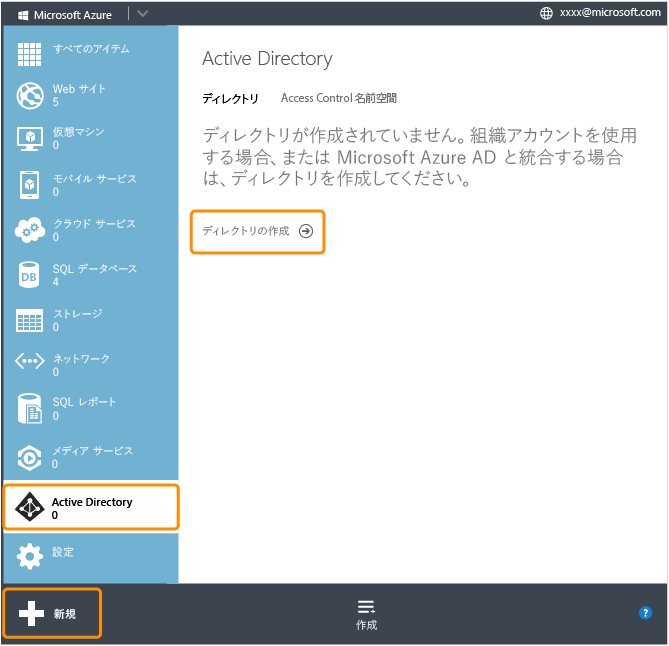 Microsoft Azure
xxxx@microsoft.com
すべてのアイテム
Web サイト
5
仮想マシン
0
モバイル サービス
0
クラウド サービス
0
DB
SQL データベース
4
ストレージ
0
ネットワーク
0
SQL レポート
0
メディア サービス
0
Active Directory
0
設定
Active Directory
ディレクトリ Access Control 名前空間
ディレクトリが作成されていません。組織アカウントを使用
する場合、または Microsoft Azure AD と統合する場合
は、ディレクトリを作成してください。
ディレクトリの作成
新規
作成
?